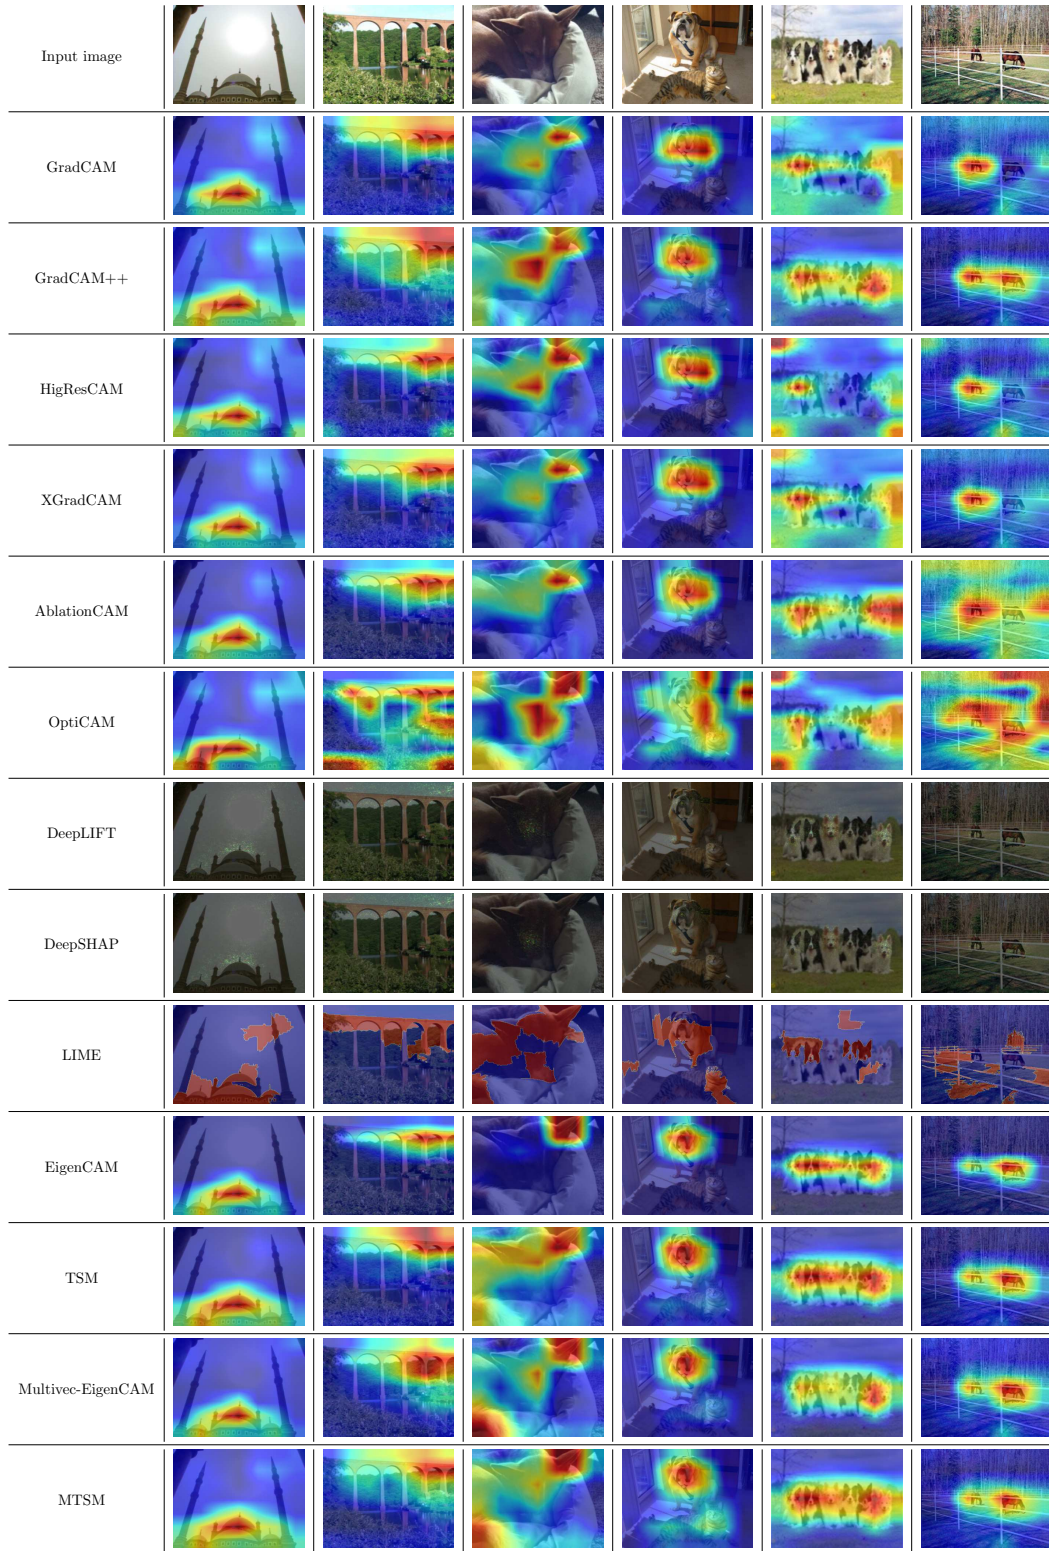 Input image
GradCAM
GradCAM++
HigResCAM
XGradCAM
AblationCAM
OptiCAM
DeepLIFT
DeepSHAP
LIME
EigenCAM
TSM
Multivec-EigenCAM
MTSM